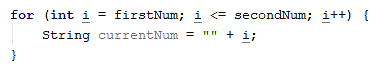 for (int i = firstNum; i <= secondNum; i++) {
    String currentNum = "" + i;
}